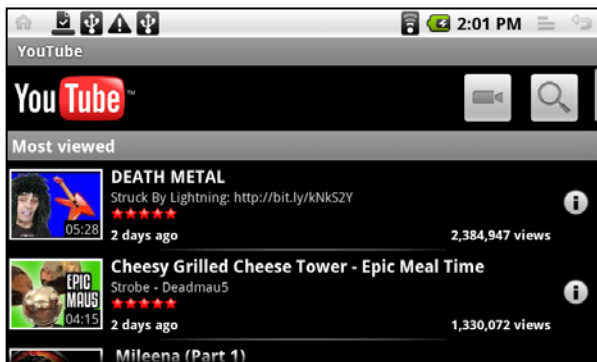 2:01 PM
YouTube
You Tube™
Most viewed
DEATH METAL
Struck By Lightning: http://bit.ly/kNkS2Y
05:28
2 days ago 2,384,947 views
Cheesy Grilled Cheese Tower - Epic Meal Time
EPIC
MAUS
Strobe - Deadmau5
04:15
2 days ago 1,330,072 views
Mileena (Part 1)